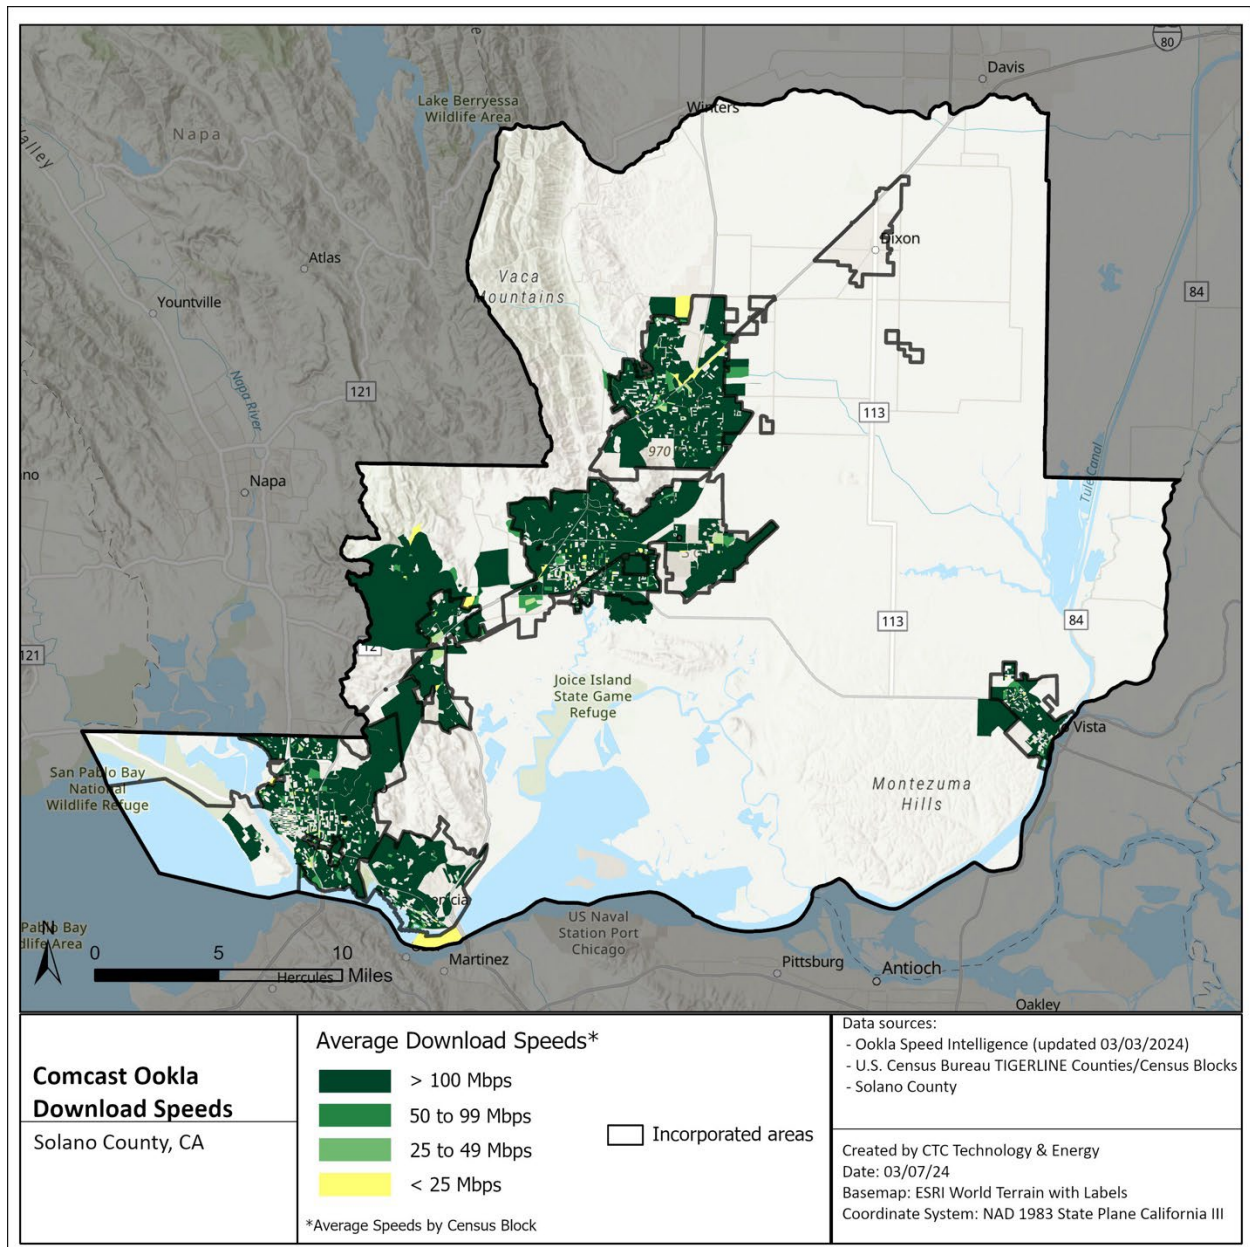 80
Davis
Winters
Lake Berryessa
Wildlife Area
Napa
Valley
Atlas
Vaca
Mountains
Dixon
Yountville
84
Napa River
121
113
970
Napa
Tule Canal
113
84
12
121
Joice Island
State Game
Refuge
Vista
San Pablo Bay
National
Wildlife Refuge
Montezuma
Hills
nicia
US Naval
Station Port
Chicago
Pablo Bay
Wildlife Area
N
0 5 10 Miles
Martinez
Hercules
Pittsburg
Antioch
Oakley
Comcast Ookla
Download Speeds
Solano County, CA
Average Download Speeds*
> 100 Mbps
50 to 99 Mbps
25 to 49 Mbps
< 25 Mbps
Incorporated areas
*Average Speeds by Census Block
Data sources:
- Ookla Speed Intelligence (updated 03/03/2024)
- U.S. Census Bureau TIGERLINE Counties/Census Blocks
- Solano County
Created by CTC Technology & Energy
Date: 03/07/24
Basemap: ESRI World Terrain with Labels
Coordinate System: NAD 1983 State Plane California III